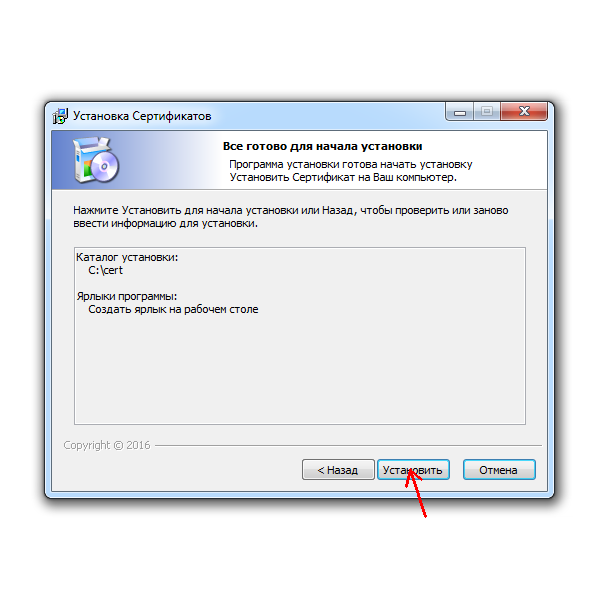 Установка Сертификатов
Все готово для начала установки
Программа установки готова начать установку
Установить Сертификат на Ваш компьютер.
Нажмите Установить для начала установки или Назад, чтобы проверить или заново
ввести информацию для установки.
Каталог установки:
C:\cert
Ярлыки программы:
Создать ярлык на рабочем столе
Copyright © 2016
< Назад
Установить
Отмена